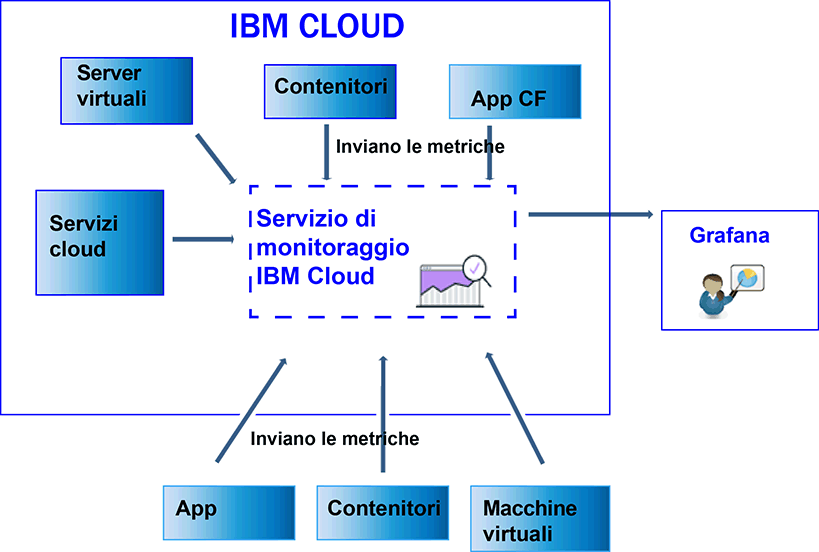 IBM CLOUD
Server
virtuali
Contenitori
App CF
Inviano le metriche
Servizi
cloud
Servizio di
monitoraggio
IBM Cloud
Grafana
Inviano le metriche
App
Contenitori
Macchine
virtuali